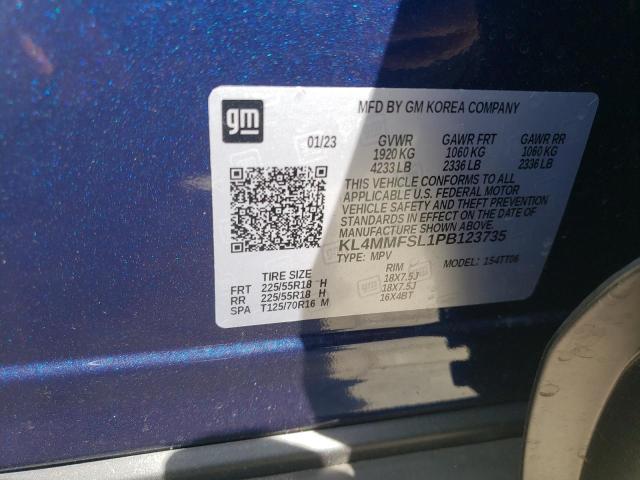 gm
MFD BY GM KOREA COMPANY
01/23 GVWR GAWR FRT GAWR RR
1920 KG 1060 KG 1060 KG
4233 LB 2336 LB 2336 LB
THIS VEHICLE CONFORMS TO ALL
APPLICABLE U.S. FEDERAL MOTOR
VEHICLE SAFETY AND THEFT PREVENTION
STANDARDS IN EFFECT ON THE DATE OF
MANUFACTURE SHOWN ABOVE.
KL4MMFSL1PB123735
TYPE: MPV MODEL: 1S4TT06
TIRE SIZE RIM
FRT 225/55R18 H 18X7.5J
RR 225/55R18 H 18X7.5J
SPA T125/70R16 M 16X4BT